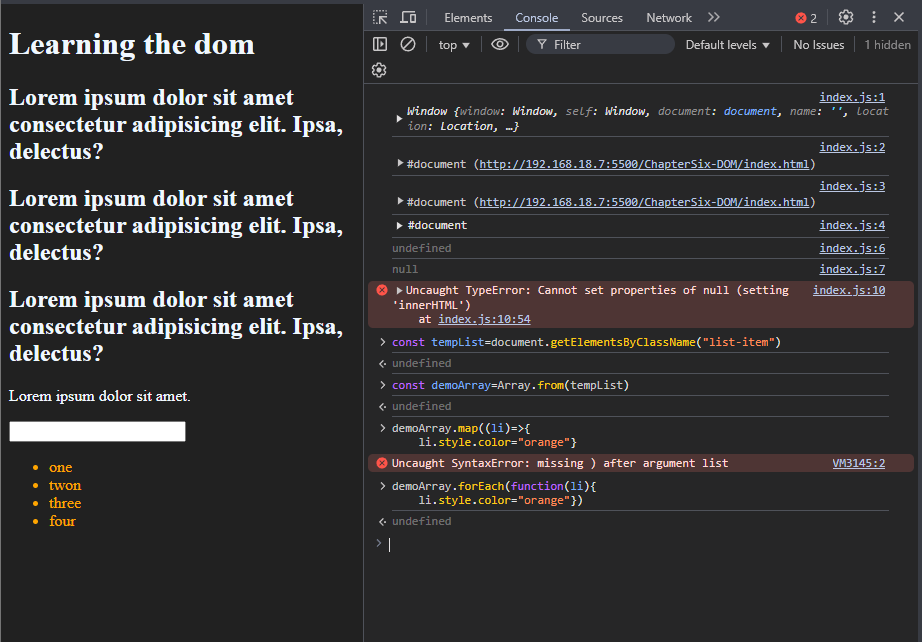 Learning the dom
Lorem ipsum dolor sit amet
consectetur adipisicing elit. Ipsa,
delectus?
Lorem ipsum dolor sit amet
consectetur adipisicing elit. Ipsa,
delectus?
Lorem ipsum dolor sit amet
consectetur adipisicing elit. Ipsa,
delectus?
Lorem ipsum dolor sit amet.
one
twon
three
four
Elements Console Sources Network 2
top Filter Default levels No Issues 1 hidden
index.js:1
Window {window: Window, self: Window, document: document, name: '', locat
ion: Location, …}
index.js:2
#document (http://192.168.18.7:5500/ChapterSix-DOM/index.html)
index.js:3
#document (http://192.168.18.7:5500/ChapterSix-DOM/index.html)
#document index.js:4
undefined index.js:6
null index.js:7
Uncaught TypeError: Cannot set properties of null (setting index.js:10
'innerHTML')
at index.js:10:54
const tempList=document.getElementsByClassName("list-item")
undefined
const demoArray=Array.from(tempList)
undefined
demoArray.map((li)=>{
li.style.color="orange"}
Uncaught SyntaxError: missing ) after argument list VM3145:2
demoArray.forEach(function(li){
li.style.color="orange"})
undefined